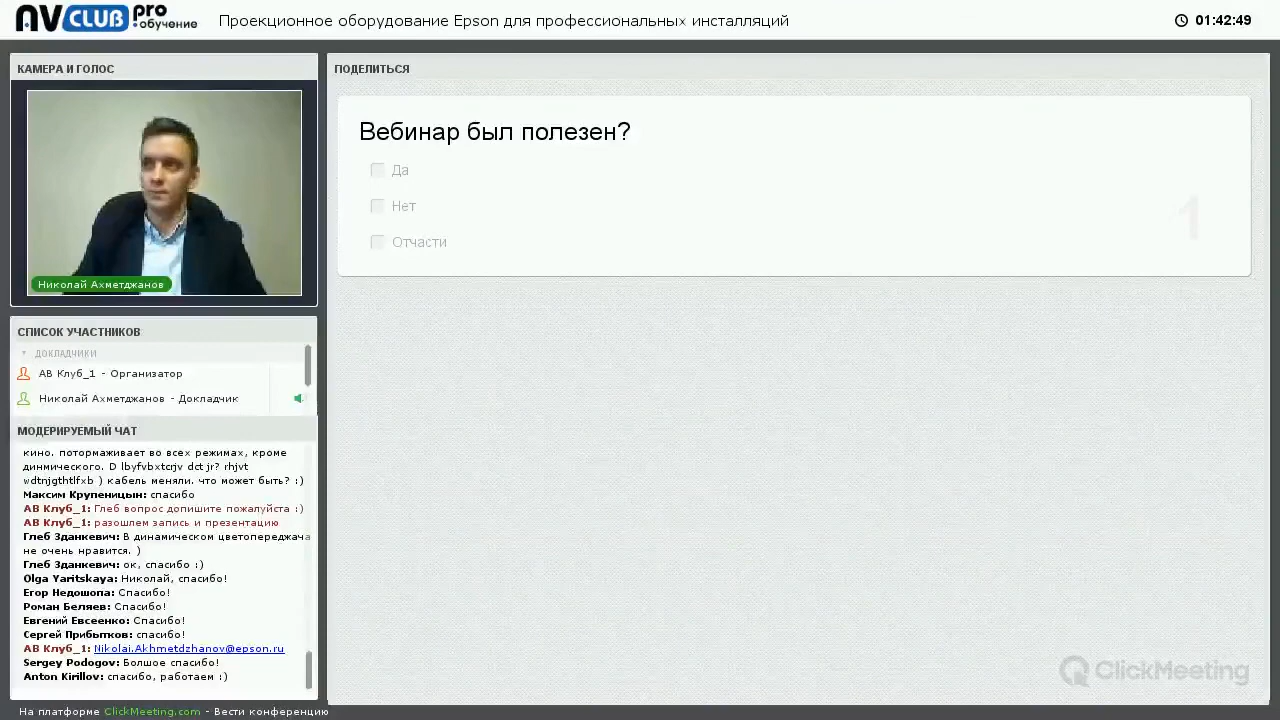 AV CLUB pro обучение
Проекционное оборудование Epson для профессиональных инсталляций
01:42:49
КАМЕРА И ГОЛОС
Николай Ахметджанов
СПИСОК УЧАСТНИКОВ
ДОКЛАДЧИКИ
АВ Клуб_1 - Организатор
Николай Ахметджанов - Докладчик
МОДЕРИРУЕМЫЙ ЧАТ
кино. потормаживает во всех режимах, кроме
динмического. D lbyfvbxtcrjv dct jr? rhjvt
wdtnjgthtlfxb ) кабель меняли. что может быть? :)
Максим Крупеницын: спасибо
АВ Клуб_1: Глеб вопрос допишите пожалуйста :)
АВ Клуб_1: разошлем запись и презентацию
Глеб Зданкевич: В динамическом цветопередача
не очень нравится. )
Глеб Зданкевич: ок, спасибо :)
Olga Yaritskaya: Николай, спасибо!
Егор Недошопа: Спасибо!
Роман Беляев: Спасибо!
Евгений Евсеенко: Спасибо!
Сергей Прибытков: спасибо!
АВ Клуб_1: Nikolai.Akhmetdzhanov@epson.ru
Sergey Podogov: Болшое спасибо!
Anton Kirillov: спасибо, работаем :)
ПОДЕЛИТЬСЯ
Вебинар был полезен?
Да
Нет
Отчасти
1
ClickMeeting
На платформе ClickMeeting.com - Вести конференцию